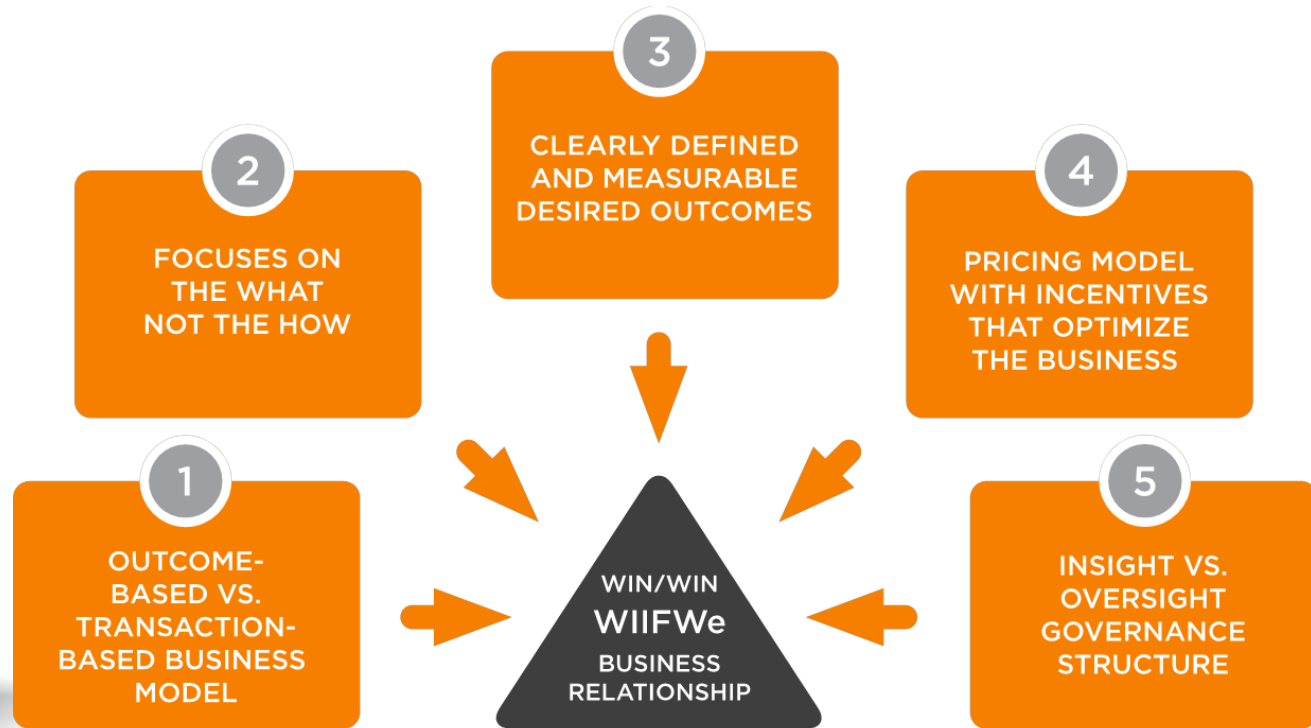 1
OUTCOME-
BASED VS.
TRANSACTION-
BASED BUSINESS
MODEL
2
FOCUSES ON
THE WHAT
NOT THE HOW
3
CLEARLY DEFINED
AND MEASURABLE
DESIRED OUTCOMES
4
PRICING MODEL
WITH INCENTIVES
THAT OPTIMIZE
THE BUSINESS
5
INSIGHT VS.
OVERSIGHT
GOVERNANCE
STRUCTURE
WIN/WIN
WIIFWe
BUSINESS
RELATIONSHIP